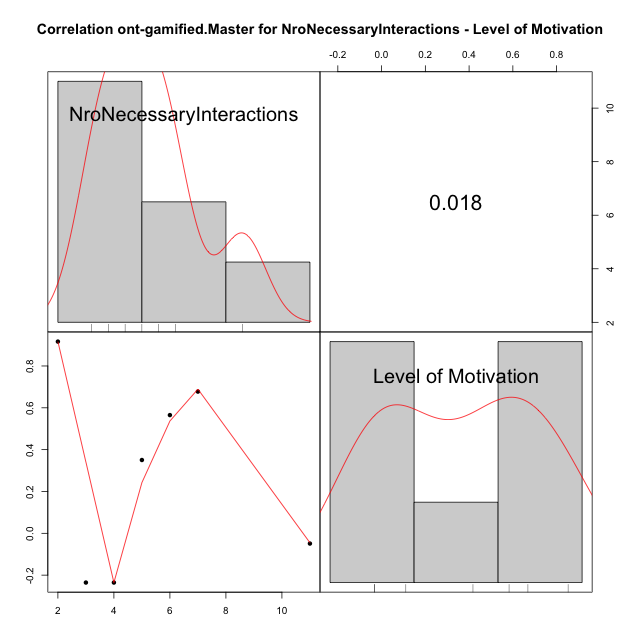 Correlation ont-gamified.Master for NroNecessaryInteractions - Level of Motivation
-0.2 0.0 0.2 0.4 0.6 0.8
NroNecessaryInteractions
0.018
10
8
6
4
2
Level of Motivation
0.8
0.6
0.4
0.2
0.0
-0.2
2 4 6 8 10